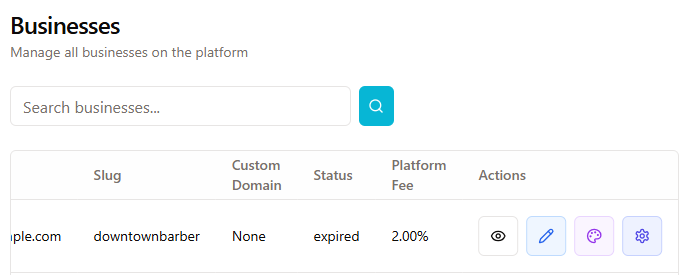 Businesses
Manage all businesses on the platform
Search businesses...
Slug
Custom
Domain
Status
Platform
Fee
Actions
ple.com downtownbarber None expired 2.00%